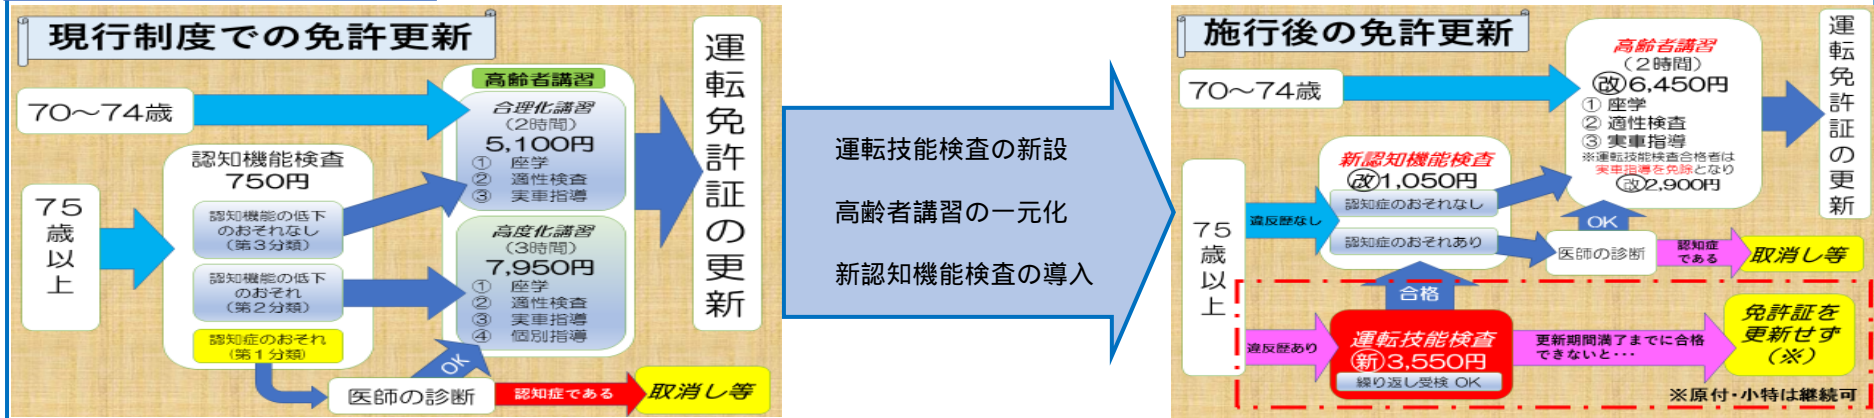 現行制度での免許更新
70～74歳
75歳以上
認知機能検査
750円
認知機能の低下
のおそれなし
(第3分類)
認知機能の低下
のおそれ
(第2分類)
認知症のおそれ
(第1分類)
高齢者講習
合理化講習
(2時間)
5,100円
① 座学
② 適性検査
③ 実車指導
高度化講習
(3時間)
7,950円
① 座学
② 適性検査
③ 実車指導
④ 個別指導
OK
医師の診断
認知症である
取消し等
運転免許証の更新
運転技能検査の新設
高齢者講習の一元化
新認知機能検査の導入
施行後の免許更新
70～74歳
75歳以上
違反歴なし
新認知機能検査
改1,050円
認知症のおそれなし
認知症のおそれあり
高齢者講習
(2時間)
改6,450円
① 座学
② 適性検査
③ 実車指導
※運転技能検査合格者は
実車指導を免除となり
改2,900円
OK
医師の診断
認知症
である
取消し等
合格
違反歴あり
運転技能検査
新3,550円
繰り返し受検 OK
更新期間満了までに合格
できないと・・・
免許証を
更新せず
(※)
※原付・小特は継続可
運転免許証の更新